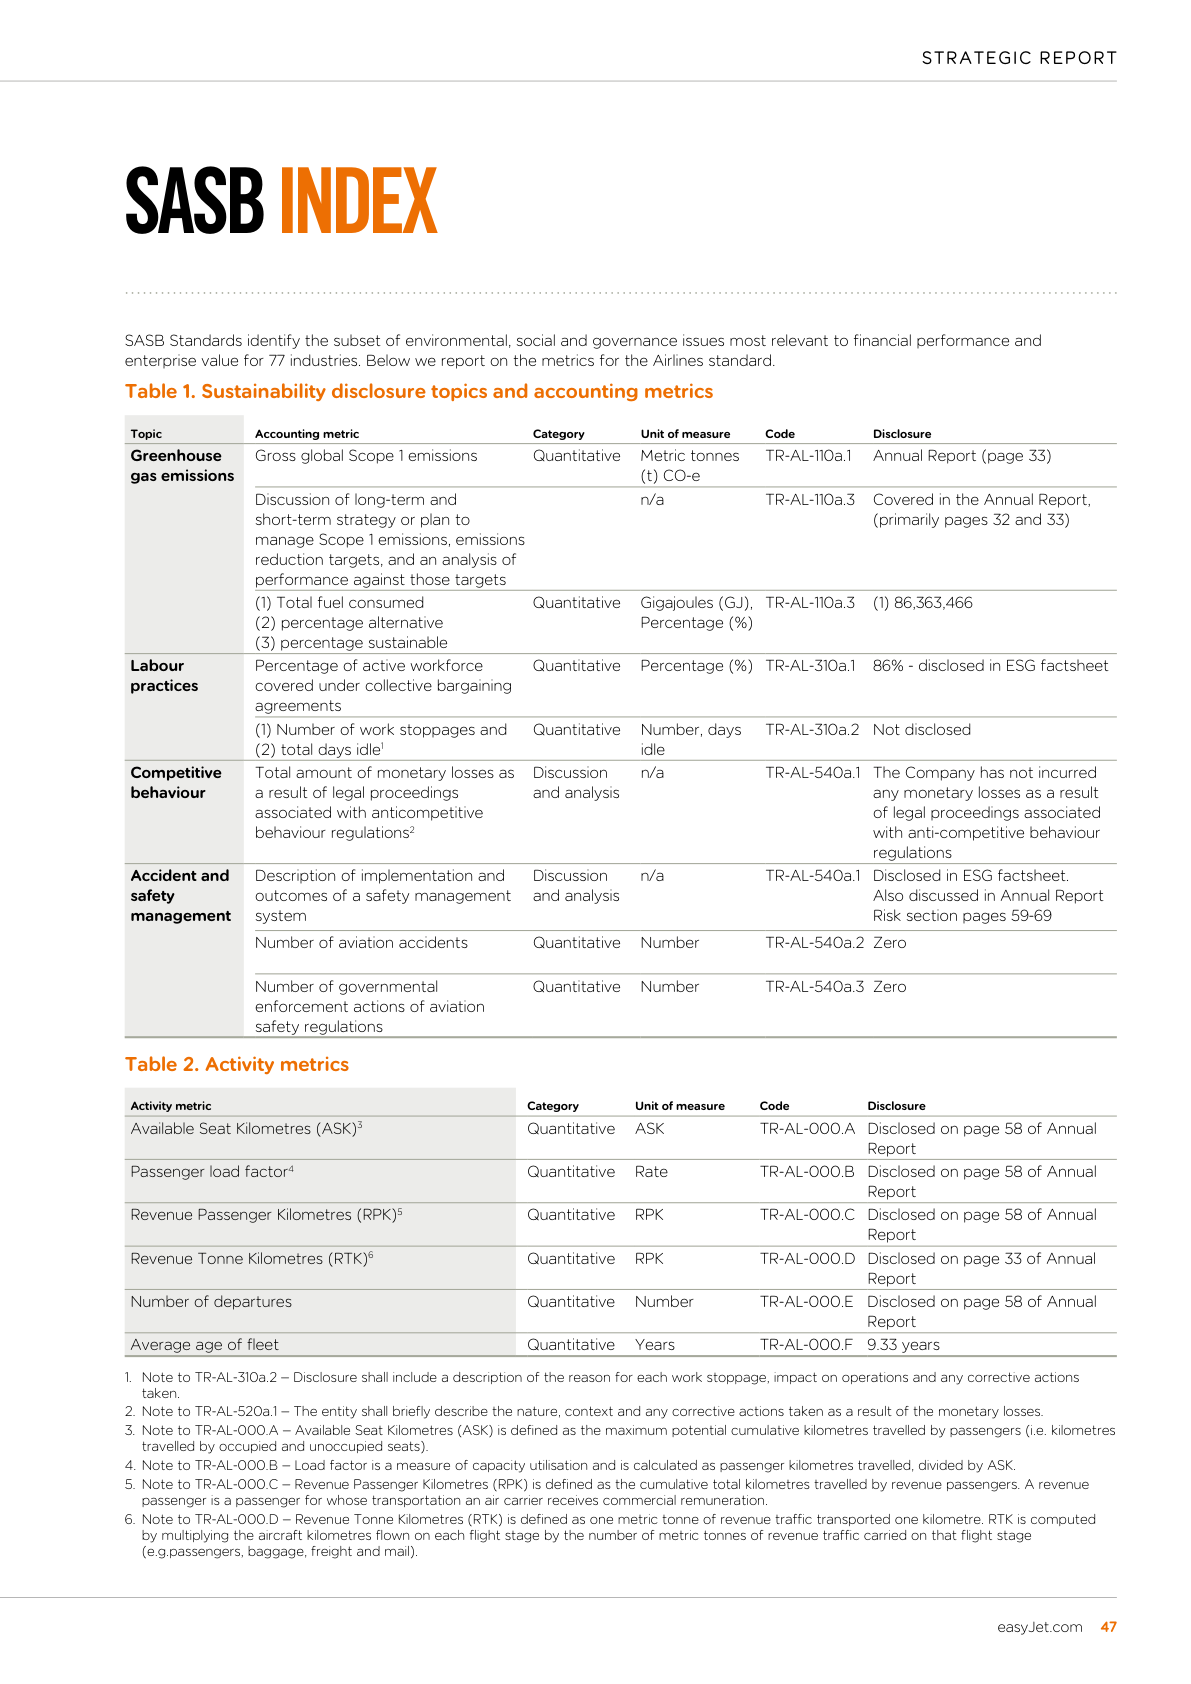 STRATEGIC REPORT
SASB INDEX
SASB Standards identify the subset of environmental, social and governance issues most relevant to financial performance and
enterprise value for 77 industries. Below we report on the metrics for the Airlines standard.
Table 1. Sustainability disclosure topics and accounting metrics
Topic Accounting metric Category Unit of measure Code Disclosure
Greenhouse Gross global Scope 1 emissions Quantitative Metric tonnes TR-AL-110a.1 Annual Report (page 33)
gas emissions (t) CO-e
Discussion of long-term and n/a TR-AL-110a.3 Covered in the Annual Report,
short-term strategy or plan to (primarily pages 32 and 33)
manage Scope 1 emissions, emissions
reduction targets, and an analysis of
performance against those targets
(1) Total fuel consumed Quantitative Gigajoules (GJ), TR-AL-110a.3 (1) 86,363,466
(2) percentage alternative Percentage (%)
(3) percentage sustainable
Labour Percentage of active workforce Quantitative Percentage (%) TR-AL-310a.1 86% - disclosed in ESG factsheet
practices covered under collective bargaining
agreements
(1) Number of work stoppages and Quantitative Number, days TR-AL-310a.2 Not disclosed
(2) total days idle1 idle
Competitive Total amount of monetary losses as Discussion n/a TR-AL-540a.1 The Company has not incurred
behaviour a result of legal proceedings and analysis any monetary losses as a result
associated with anticompetitive of legal proceedings associated
behaviour regulations2 with anti-competitive behaviour
regulations
Accident and Description of implementation and Discussion n/a TR-AL-540a.1 Disclosed in ESG factsheet.
safety outcomes of a safety management and analysis Also discussed in Annual Report
management system Risk section pages 59-69
Number of aviation accidents Quantitative Number TR-AL-540a.2 Zero
Number of governmental Quantitative Number TR-AL-540a.3 Zero
enforcement actions of aviation
safety regulations
Table 2. Activity metrics
Activity metric Category Unit of measure Code Disclosure
Available Seat Kilometres (ASK)3 Quantitative ASK TR-AL-000.A Disclosed on page 58 of Annual
Report
Passenger load factor4 Quantitative Rate TR-AL-000.B Disclosed on page 58 of Annual
Report
Revenue Passenger Kilometres (RPK)5 Quantitative RPK TR-AL-000.C Disclosed on page 58 of Annual
Report
Revenue Tonne Kilometres (RTK)6 Quantitative RPK TR-AL-000.D Disclosed on page 33 of Annual
Report
Number of departures Quantitative Number TR-AL-000.E Disclosed on page 58 of Annual
Report
Average age of fleet Quantitative Years TR-AL-000.F 9.33 years
1. Note to TR-AL-310a.2 – Disclosure shall include a description of the reason for each work stoppage, impact on operations and any corrective actions
taken.
2. Note to TR-AL-520a.1 – The entity shall briefly describe the nature, context and any corrective actions taken as a result of the monetary losses.
3. Note to TR-AL-000.A – Available Seat Kilometres (ASK) is defined as the maximum potential cumulative kilometres travelled by passengers (i.e. kilometres
travelled by occupied and unoccupied seats).
4. Note to TR-AL-000.B – Load factor is a measure of capacity utilisation and is calculated as passenger kilometres travelled, divided by ASK.
5. Note to TR-AL-000.C – Revenue Passenger Kilometres (RPK) is defined as the cumulative total kilometres travelled by revenue passengers. A revenue
passenger is a passenger for whose transportation an air carrier receives commercial remuneration.
6. Note to TR-AL-000.D – Revenue Tonne Kilometres (RTK) is defined as one metric tonne of revenue traffic transported one kilometre. RTK is computed
by multiplying the aircraft kilometres flown on each flight stage by the number of metric tonnes of revenue traffic carried on that flight stage
(e.g.passengers, baggage, freight and mail).
easyJet.com 47